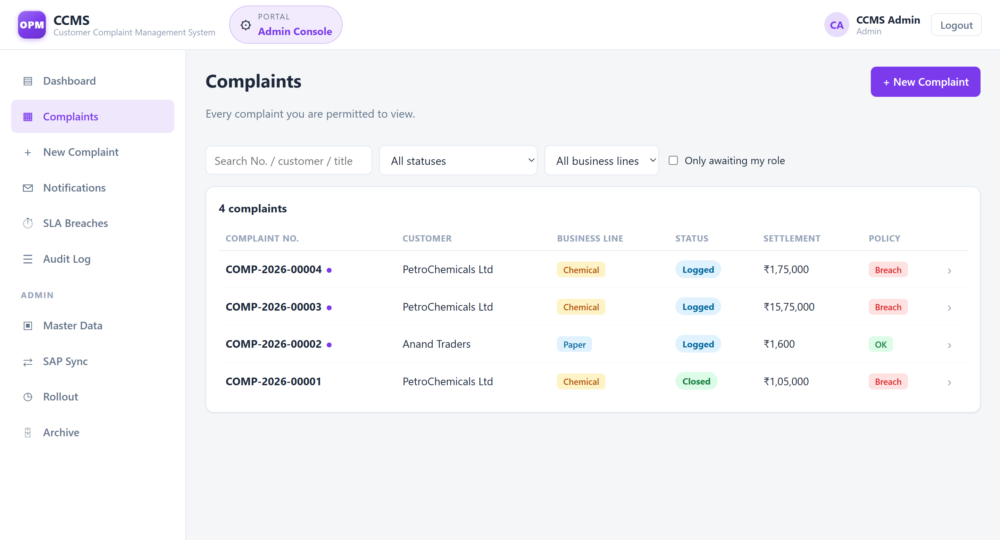 OPM
CCMS
Customer Complaint Management System
PORTAL
Admin Console
CA
CCMS Admin
Admin
Logout
Dashboard
Complaints
New Complaint
Notifications
SLA Breaches
Audit Log
ADMIN
Master Data
SAP Sync
Rollout
Archive
Complaints
+ New Complaint
Every complaint you are permitted to view.
Search No. / customer / title
All statuses
All business lines
Only awaiting my role
4 complaints
COMPLAINT NO. CUSTOMER BUSINESS LINE STATUS SETTLEMENT POLICY
COMP-2026-00004 PetroChemicals Ltd Chemical Logged ₹1,75,000 Breach
COMP-2026-00003 PetroChemicals Ltd Chemical Logged ₹15,75,000 Breach
COMP-2026-00002 Anand Traders Paper Logged ₹1,600 OK
COMP-2026-00001 PetroChemicals Ltd Chemical Closed ₹1,05,000 Breach